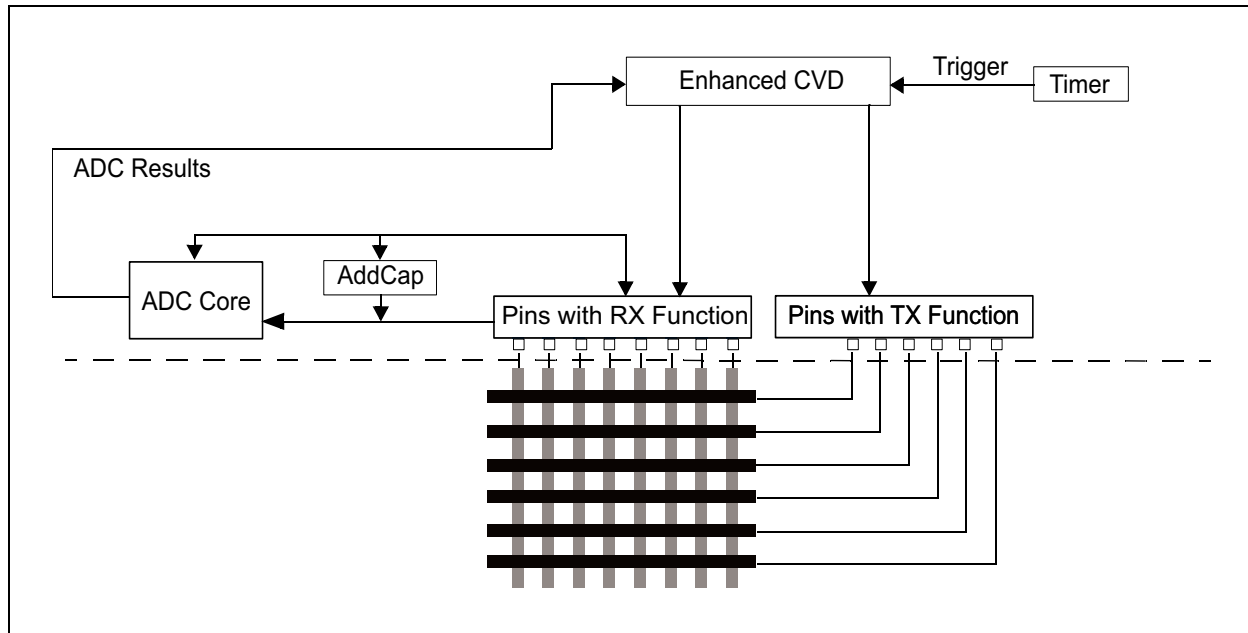 Enhanced CVD
Trigger
Timer
ADC Results
AddCap
ADC Core
Pins with RX Function
Pins with TX Function